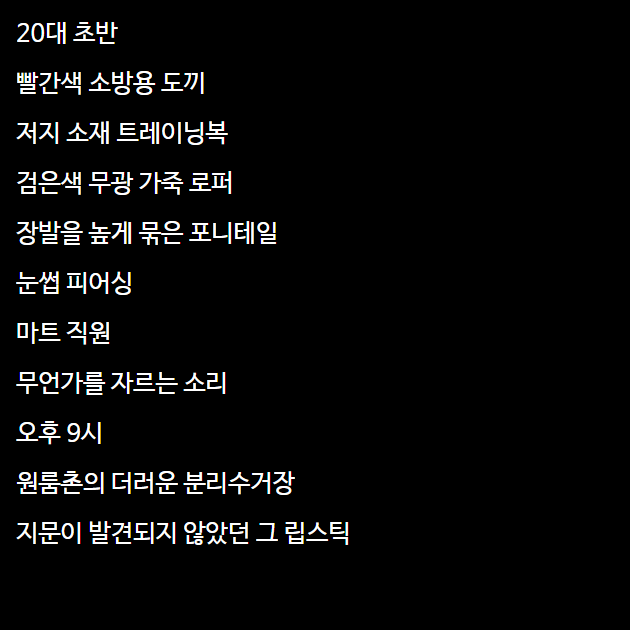 20대 초반
빨간색 소방용 도끼
저지 소재 트레이닝복
검은색 무광 가죽 로퍼
장발을 높게 묶은 포니테일
눈썹 피어싱
마트 직원
무언가를 자르는 소리
오후 9시
원룸촌의 더러운 분리수거장
지문이 발견되지 않았던 그 립스틱